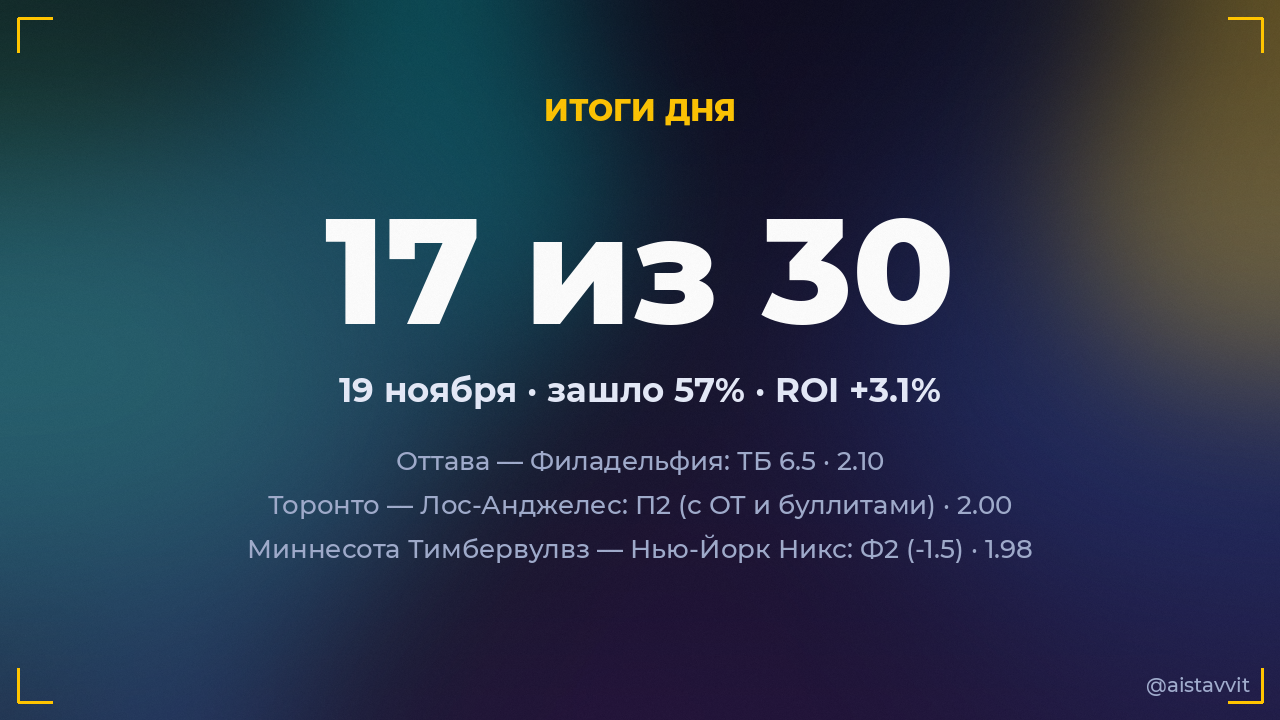 ИТОГИ ДНЯ
17 из 30
19 ноября · зашло 57% · ROI +3.1%
Оттава — Филадельфия: ТБ 6.5 · 2.10
Торонто — Лос-Анджелес: П2 (с ОТ и буллитами) · 2.00
Миннесота Тимбервулвз — Нью-Йорк Никс: Ф2 (-1.5) · 1.98
@aistavvit